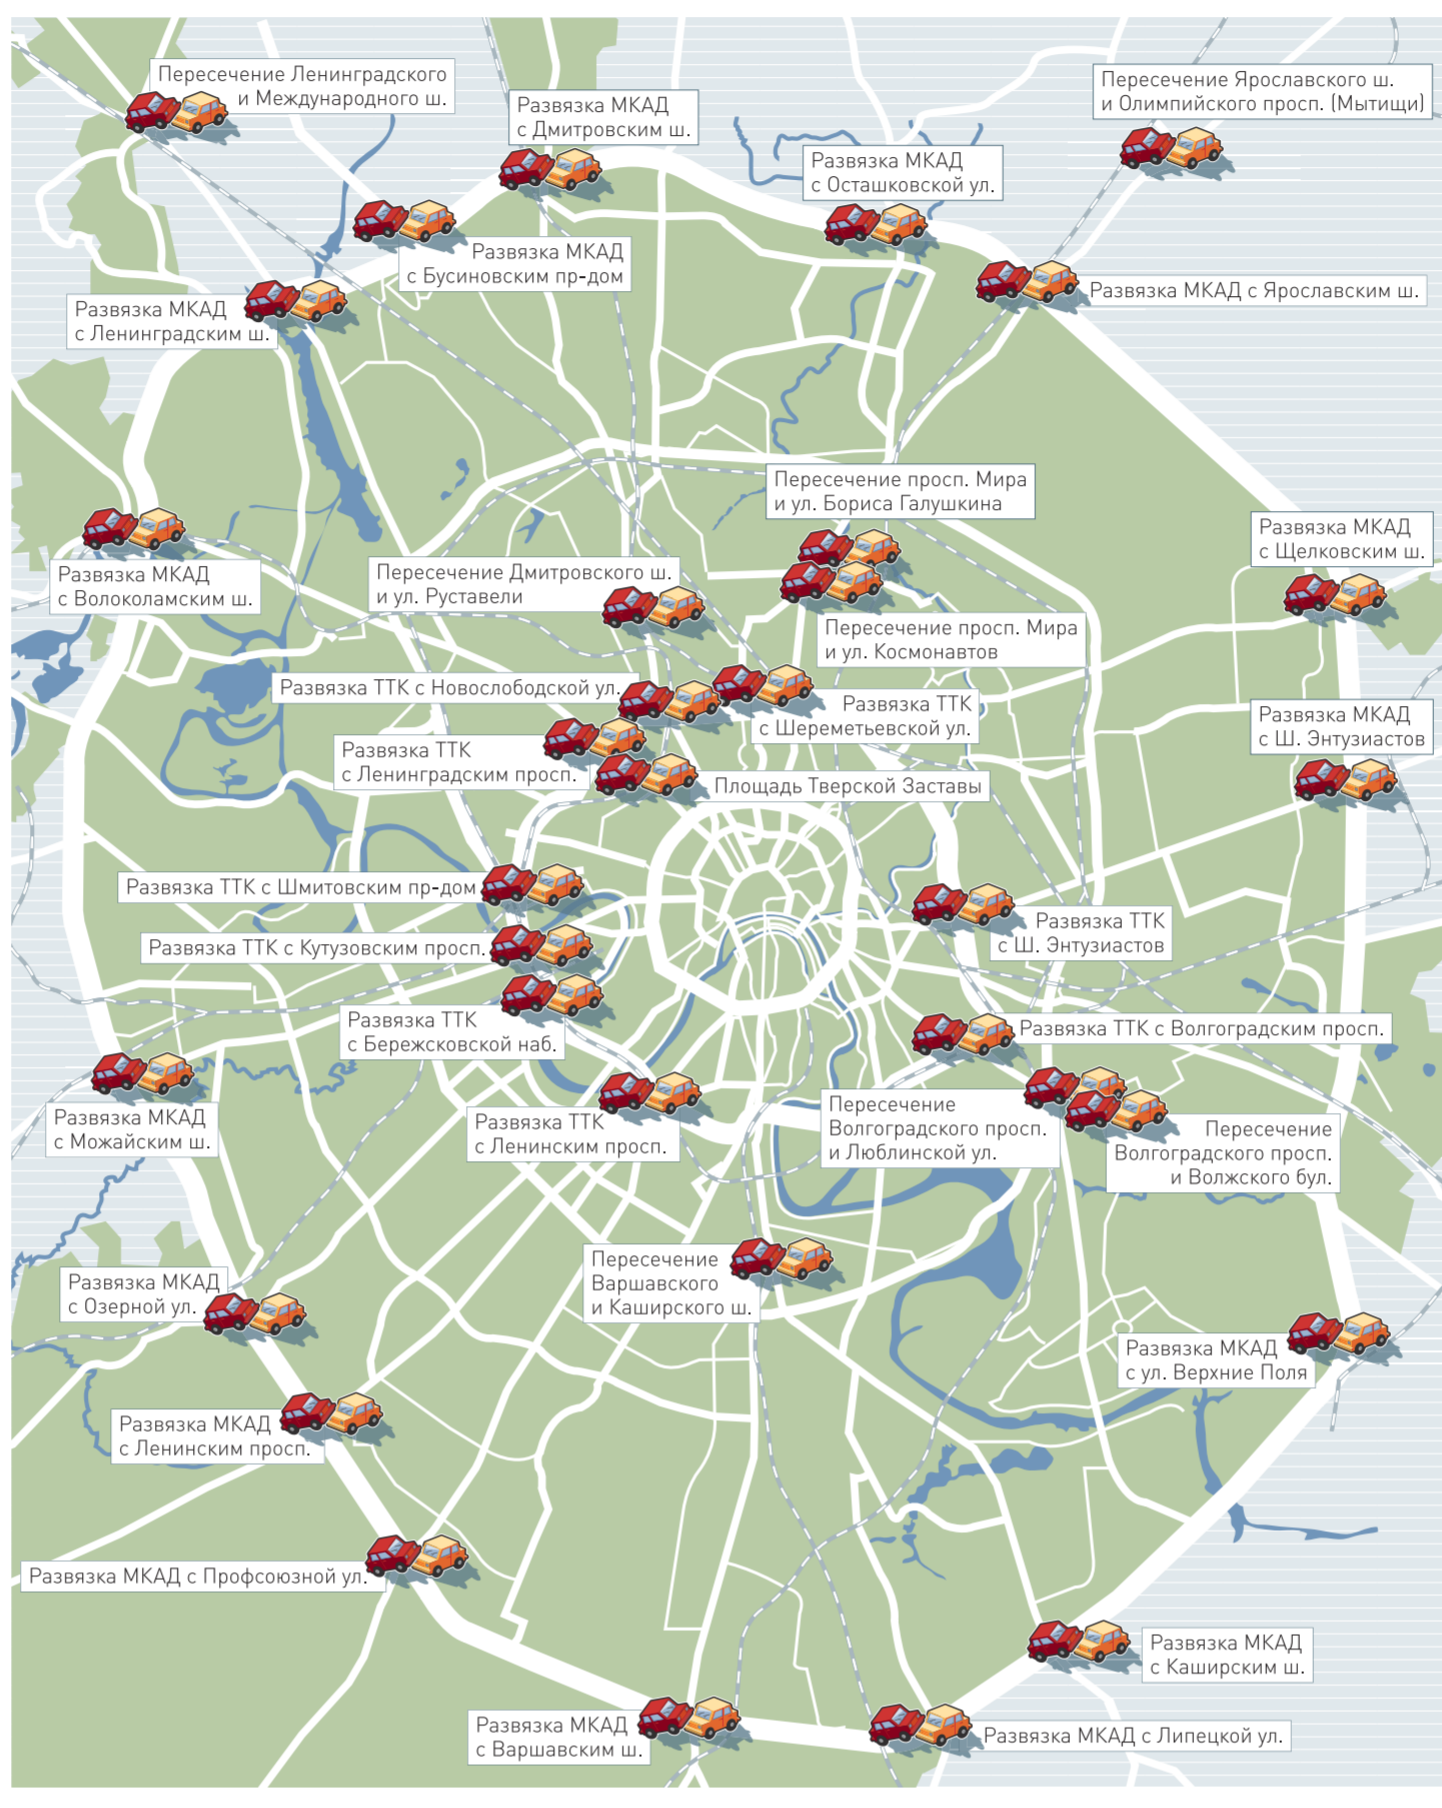 Пересечение Ленинградского
и Международного ш.
Развязка МКАД
с Дмитровским ш.
Пересечение Ярославского ш.
и Олимпийского просп. (Мытищи)
Развязка МКАД
с Осташковской ул.
Развязка МКАД
с Бусиновским пр-дом
Развязка МКАД с Ярославским ш.
Развязка МКАД
с Ленинградским ш.
Пересечение просп. Мира
и ул. Бориса Галушкина
Развязка МКАД
с Щелковским ш.
Развязка МКАД
с Волоколамским ш.
Пересечение Дмитровского ш.
и ул. Руставели
Пересечение просп. Мира
и ул. Космонавтов
Развязка ТТК с Новослободской ул.
Развязка ТТК
с Шереметьевской ул.
Развязка МКАД
с Ш. Энтузиастов
Развязка ТТК
с Ленинградским просп.
Площадь Тверской Заставы
Развязка ТТК с Шмитовским пр-дом
Развязка ТТК
с Ш. Энтузиастов
Развязка ТТК с Кутузовским просп.
Развязка ТТК
с Бережсковской наб.
Развязка ТТК с Волгоградским просп.
Развязка МКАД
с Можайским ш.
Развязка ТТК
с Ленинским просп.
Пересечение
Волгоградского просп.
и Люблинской ул.
Пересечение
Волгоградского просп.
и Волжского бул.
Пересечение
Варшавского
и Каширского ш.
Развязка МКАД
с Озерной ул.
Развязка МКАД
с ул. Верхние Поля
Развязка МКАД
с Ленинским просп.
Развязка МКАД с Профсоюзной ул.
Развязка МКАД
с Каширским ш.
Развязка МКАД
с Варшавским ш.
Развязка МКАД с Липецкой ул.